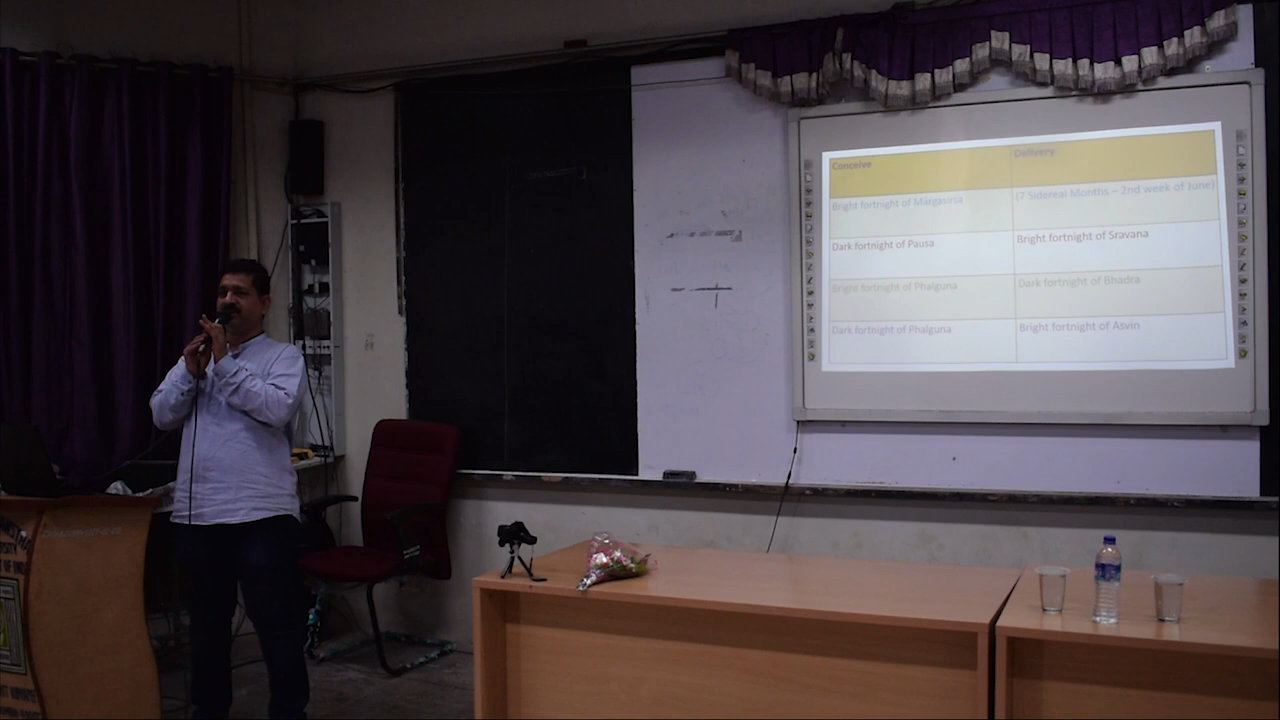 Conceive
Delivery
Bright fortnight of Margasirsa
(7 Sidereal Months – 2nd week of June)
Dark fortnight of Pausa
Bright fortnight of Sravana
Bright fortnight of Phalguna
Dark fortnight of Bhadra
Dark fortnight of Phalguna
Bright fortnight of Asvin